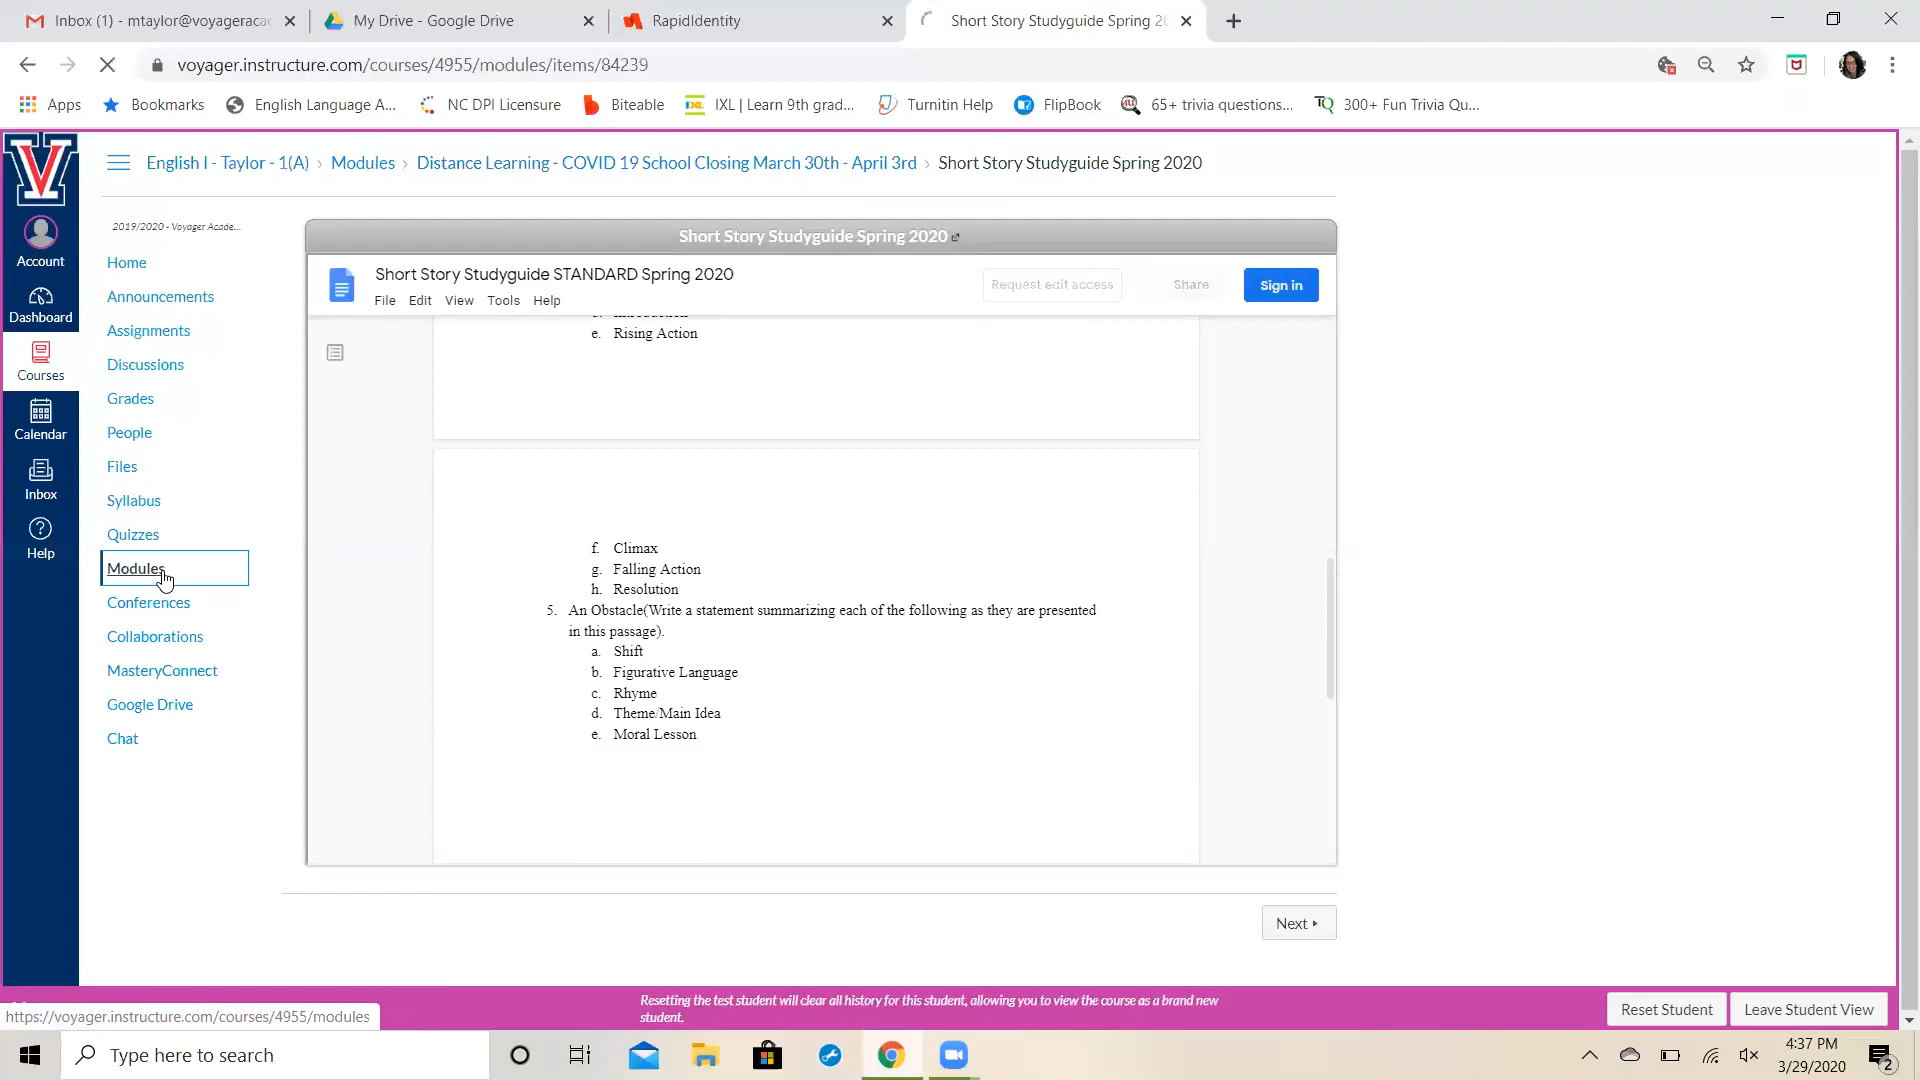 Inbox (1) - mtaylor@voyageraca
My Drive - Google Drive
RapidIdentity
Short Story Studyguide Spring 20
voyager.instructure.com/courses/4955/modules/items/84239
Apps
Bookmarks
English Language A...
NC DPI Licensure
Biteable
IXL | Learn 9th grad...
Turnitin Help
FlipBook
65+ trivia questions...
300+ Fun Trivia Qu...
English I - Taylor - 1(A) › Modules › Distance Learning - COVID 19 School Closing March 30th - April 3rd › Short Story Studyguide Spring 2020
Account
Dashboard
Courses
Calendar
Inbox
Help
2019/2020 - Voyager Acade...
Home
Announcements
Assignments
Discussions
Grades
People
Files
Syllabus
Quizzes
Modules
Conferences
Collaborations
MasteryConnect
Google Drive
Chat
Short Story Studyguide Spring 2020
Short Story Studyguide STANDARD Spring 2020
File Edit View Tools Help
Request edit access
Share
Sign in
e. Rising Action
f. Climax
g. Falling Action
h. Resolution
5. An Obstacle(Write a statement summarizing each of the following as they are presented
in this passage).
a. Shift
b. Figurative Language
c. Rhyme
d. Theme/Main Idea
e. Moral Lesson
Next
Resetting the test student will clear all history for this student, allowing you to view the course as a brand new
student.
Reset Student
Leave Student View
https://voyager.instructure.com/courses/4955/modules
Type here to search
4:37 PM
3/29/2020
2